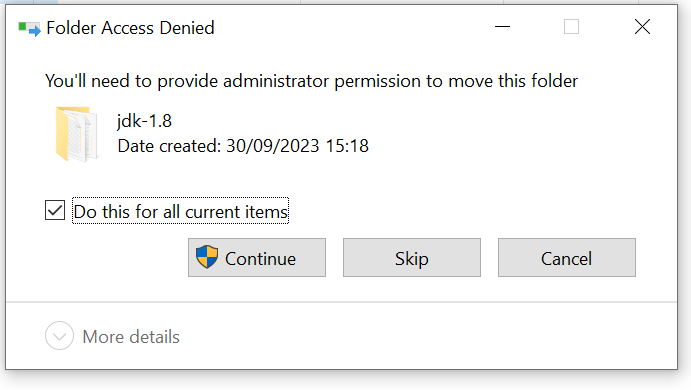 Folder Access Denied
You'll need to provide administrator permission to move this folder
jdk-1.8
Date created: 30/09/2023 15:18
Do this for all current items
Continue Skip Cancel
More details